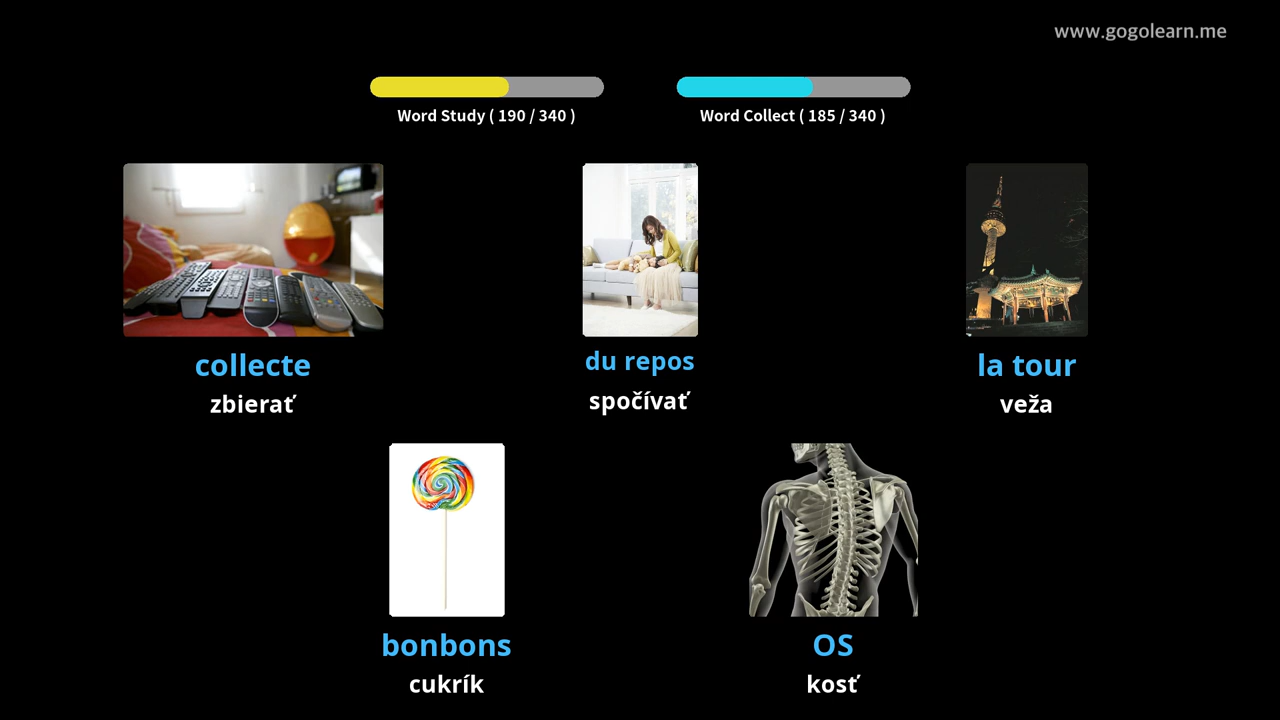 www.gogolearn.me
Word Study ( 190 / 340 )
Word Collect ( 185 / 340 )
collecte
zbierať
du repos
spočívať
la tour
veža
bonbons
cukrík
OS
kosť